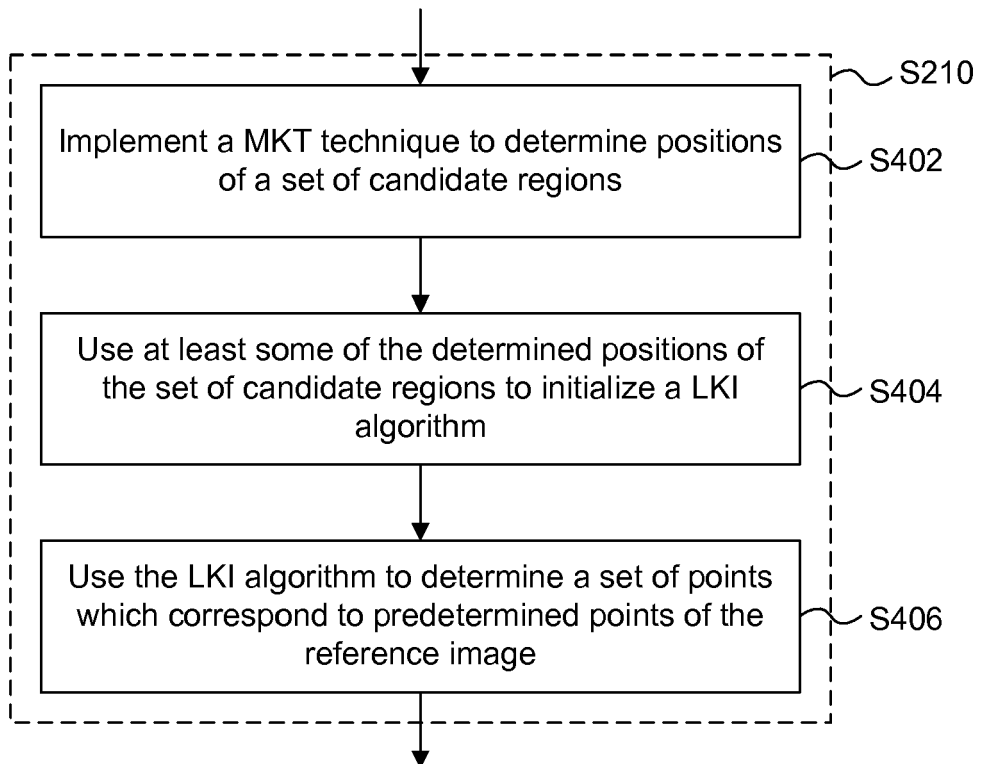 S210
Implement a MKT technique to determine positions
of a set of candidate regions
S402
Use at least some of the determined positions of
the set of candidate regions to initialize a LKI
algorithm
S404
Use the LKI algorithm to determine a set of points
which correspond to predetermined points of the
reference image
S406